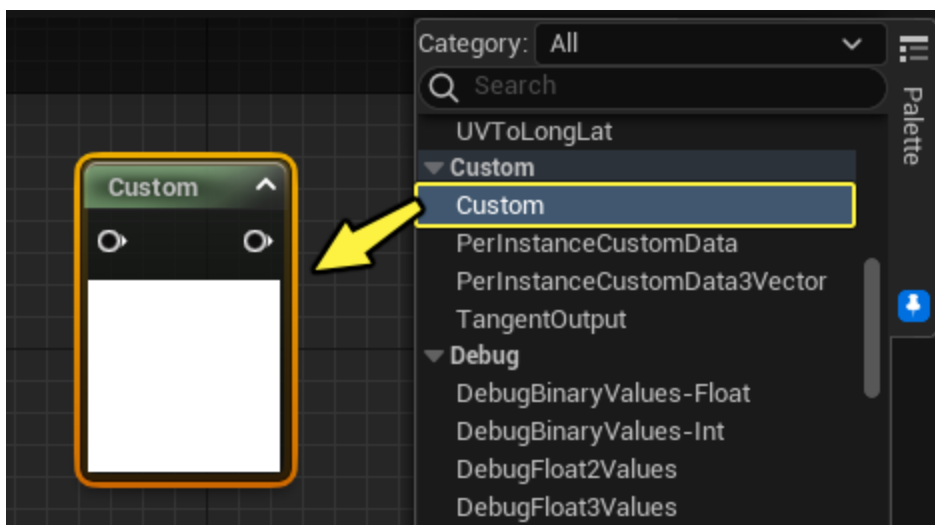 Custom
Category: All
Search
UVToLongLat
Custom
Custom
PerInstanceCustomData
PerInstanceCustomData3Vector
TangentOutput
Debug
DebugBinaryValues-Float
DebugBinaryValues-Int
DebugFloat2Values
DebugFloat3Values
Palette